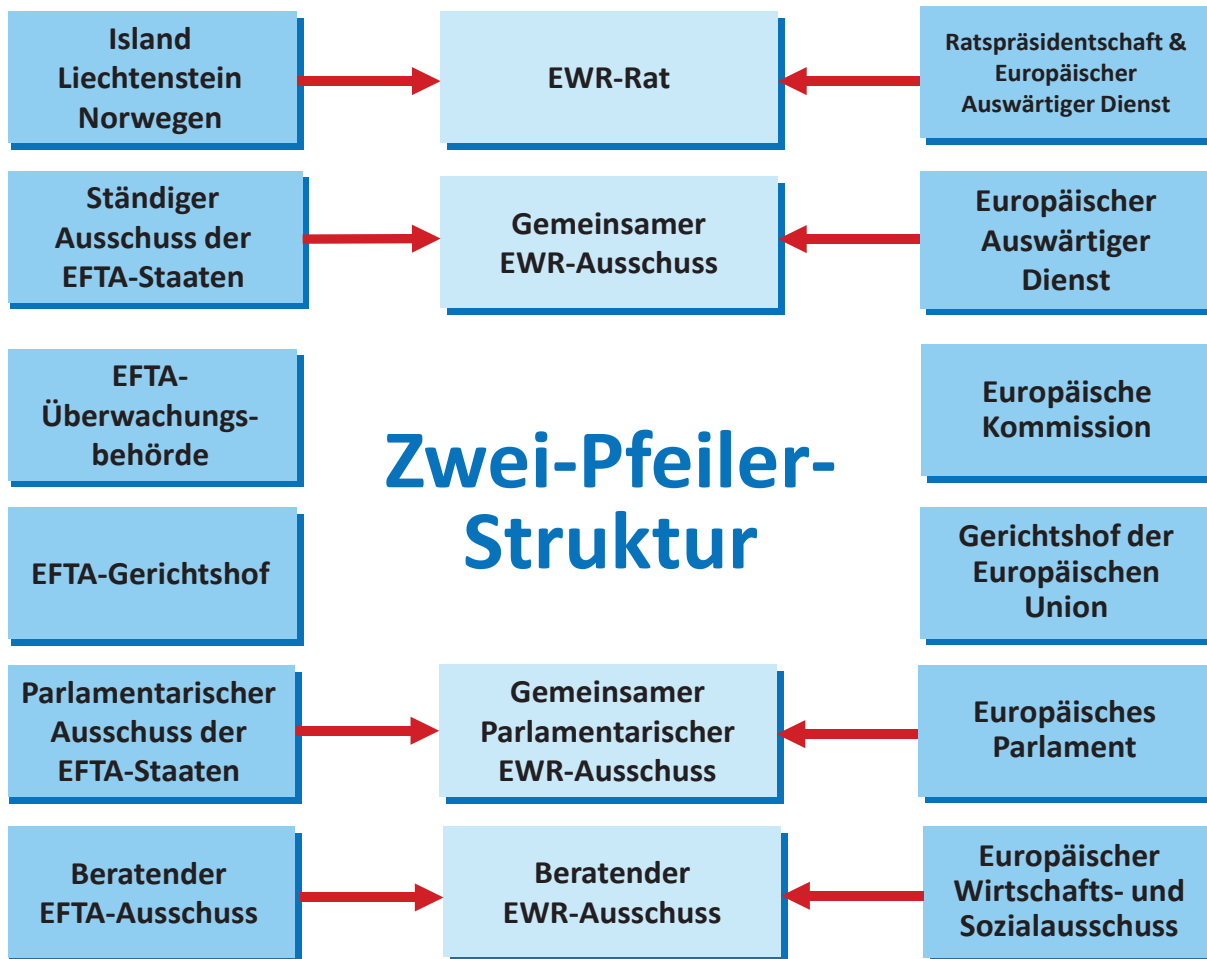 Island
Liechtenstein
Norwegen
EWR-Rat
Ratspräsidentschaft &
Europäischer
Auswärtiger Dienst
Ständiger
Ausschuss der
EFTA-Staaten
Gemeinsamer
EWR-Ausschuss
Europäischer
Auswärtiger
Dienst
EFTA-
Überwachungs-
behörde
Europäische
Kommission
Zwei-Pfeiler-
Struktur
EFTA-Gerichtshof
Gerichtshof der
Europäischen
Union
Parlamentarischer
Ausschuss der
EFTA-Staaten
Gemeinsamer
Parlamentarischer
EWR-Ausschuss
Europäisches
Parlament
Beratender
EFTA-Ausschuss
Beratender
EWR-Ausschuss
Europäischer
Wirtschafts- und
Sozialausschuss